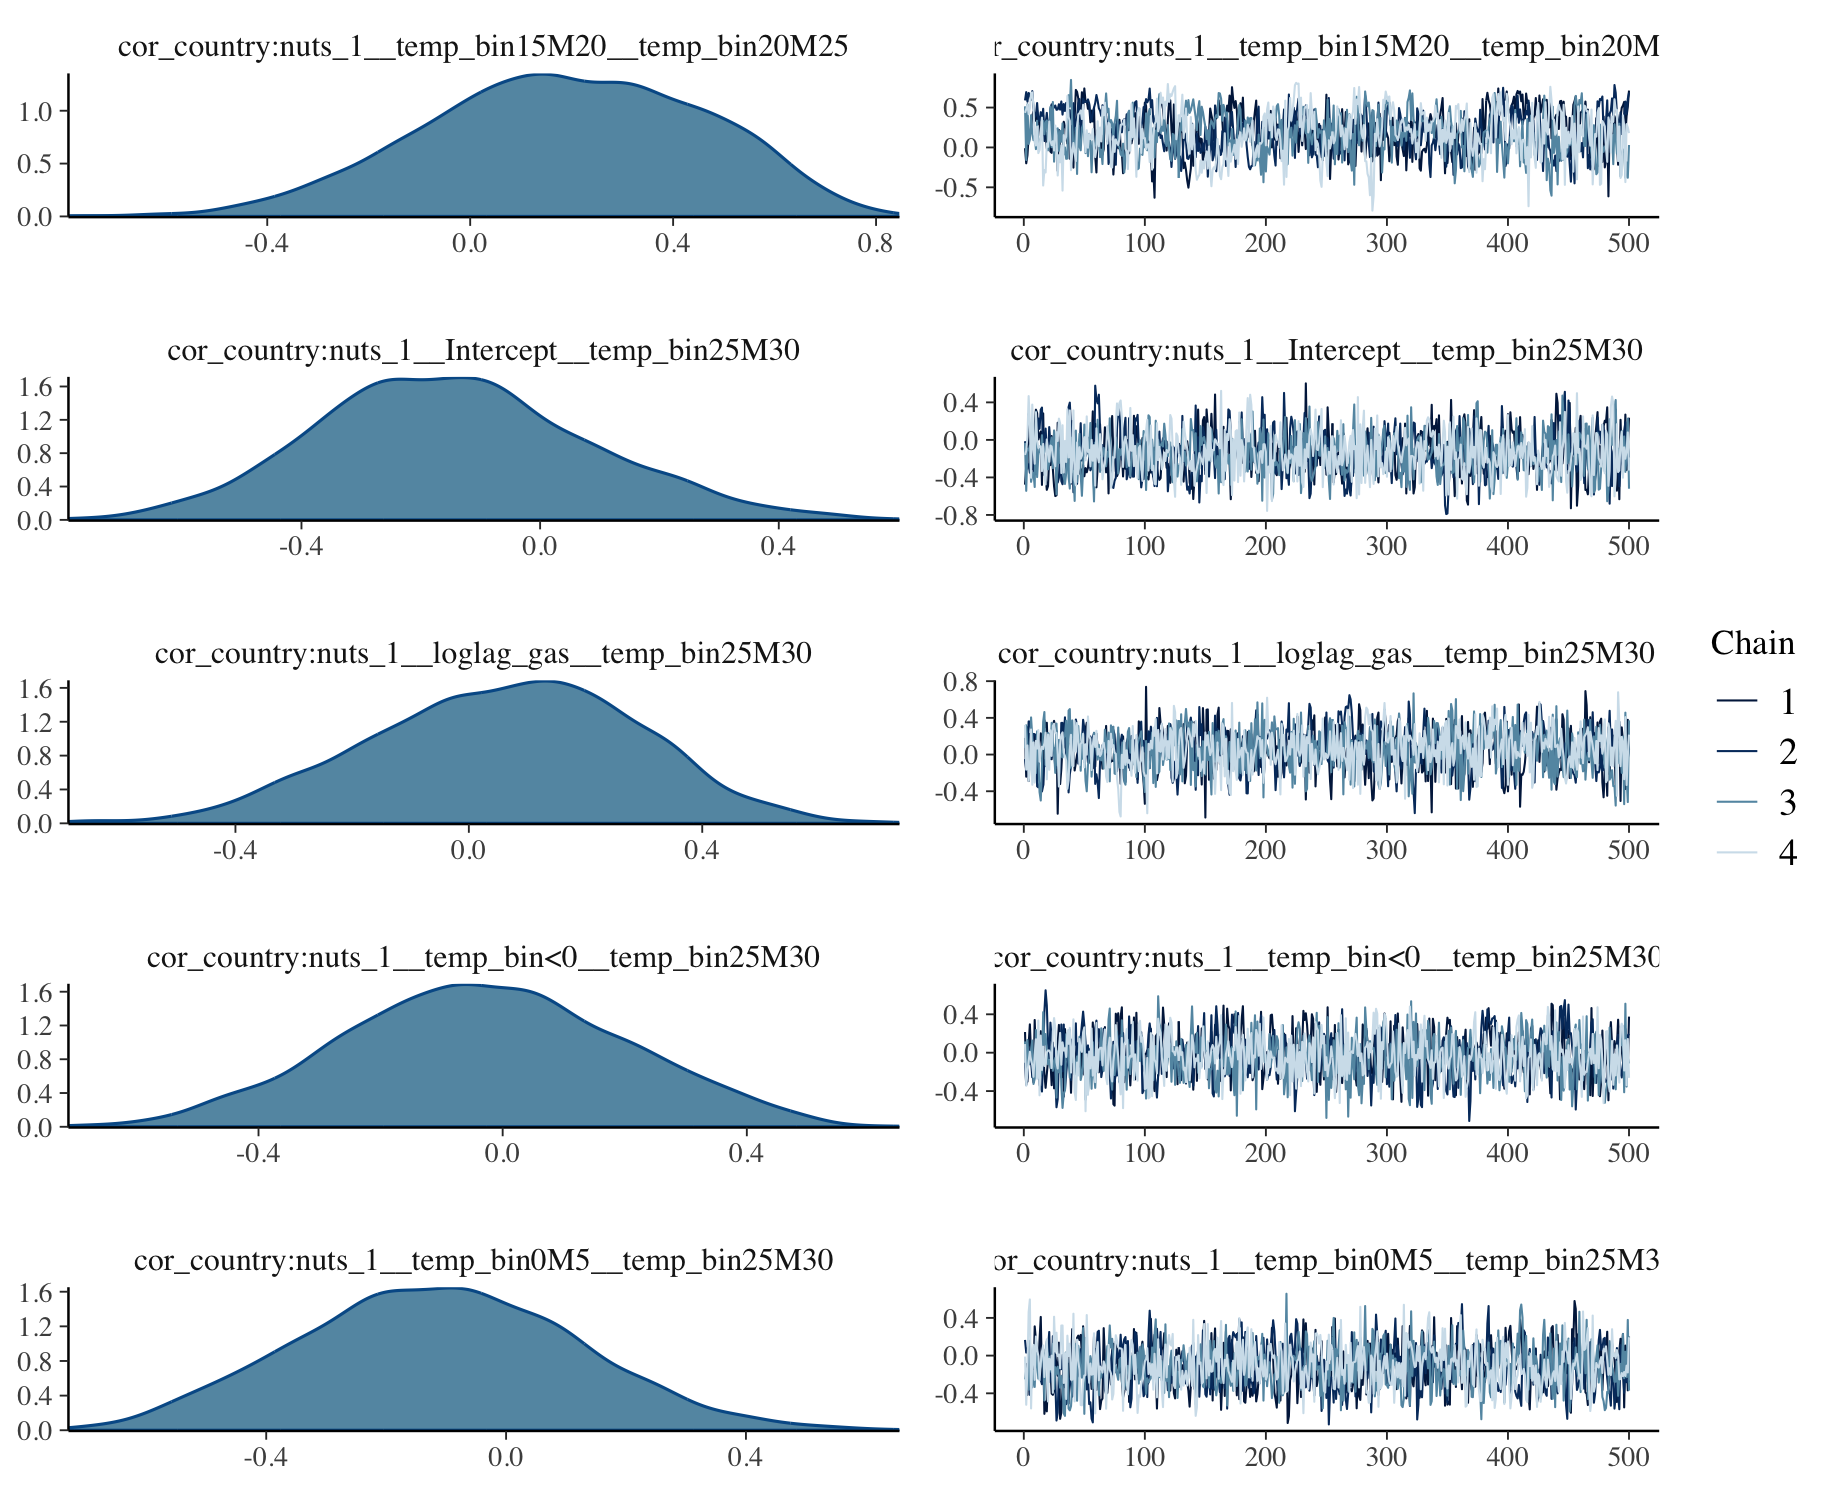 cor_country:nuts_1__temp_bin15M20__temp_bin20M25
r_country:nuts_1__temp_bin15M20__temp_bin20M
1.0
0.5
0.0
-0.4 0.0 0.4 0.8
0.5
0.0
-0.5
0 100 200 300 400 500
cor_country:nuts_1__Intercept__temp_bin25M30
cor_country:nuts_1__Intercept__temp_bin25M30
1.6
1.2
0.8
0.4
0.0
-0.4 0.0 0.4
0.4
0.0
-0.4
-0.8
0 100 200 300 400 500
cor_country:nuts_1__loglag_gas__temp_bin25M30
cor_country:nuts_1__loglag_gas__temp_bin25M30
1.6
1.2
0.8
0.4
0.0
-0.4 0.0 0.4
0.8
0.4
0.0
-0.4
0 100 200 300 400 500
Chain
1
2
3
4
cor_country:nuts_1__temp_bin<0__temp_bin25M30
cor_country:nuts_1__temp_bin<0__temp_bin25M30
1.6
1.2
0.8
0.4
0.0
-0.4 0.0 0.4
0.4
0.0
-0.4
0 100 200 300 400 500
cor_country:nuts_1__temp_bin0M5__temp_bin25M30
or_country:nuts_1__temp_bin0M5__temp_bin25M3
1.6
1.2
0.8
0.4
0.0
-0.4 0.0 0.4
0.4
0.0
-0.4
0 100 200 300 400 500